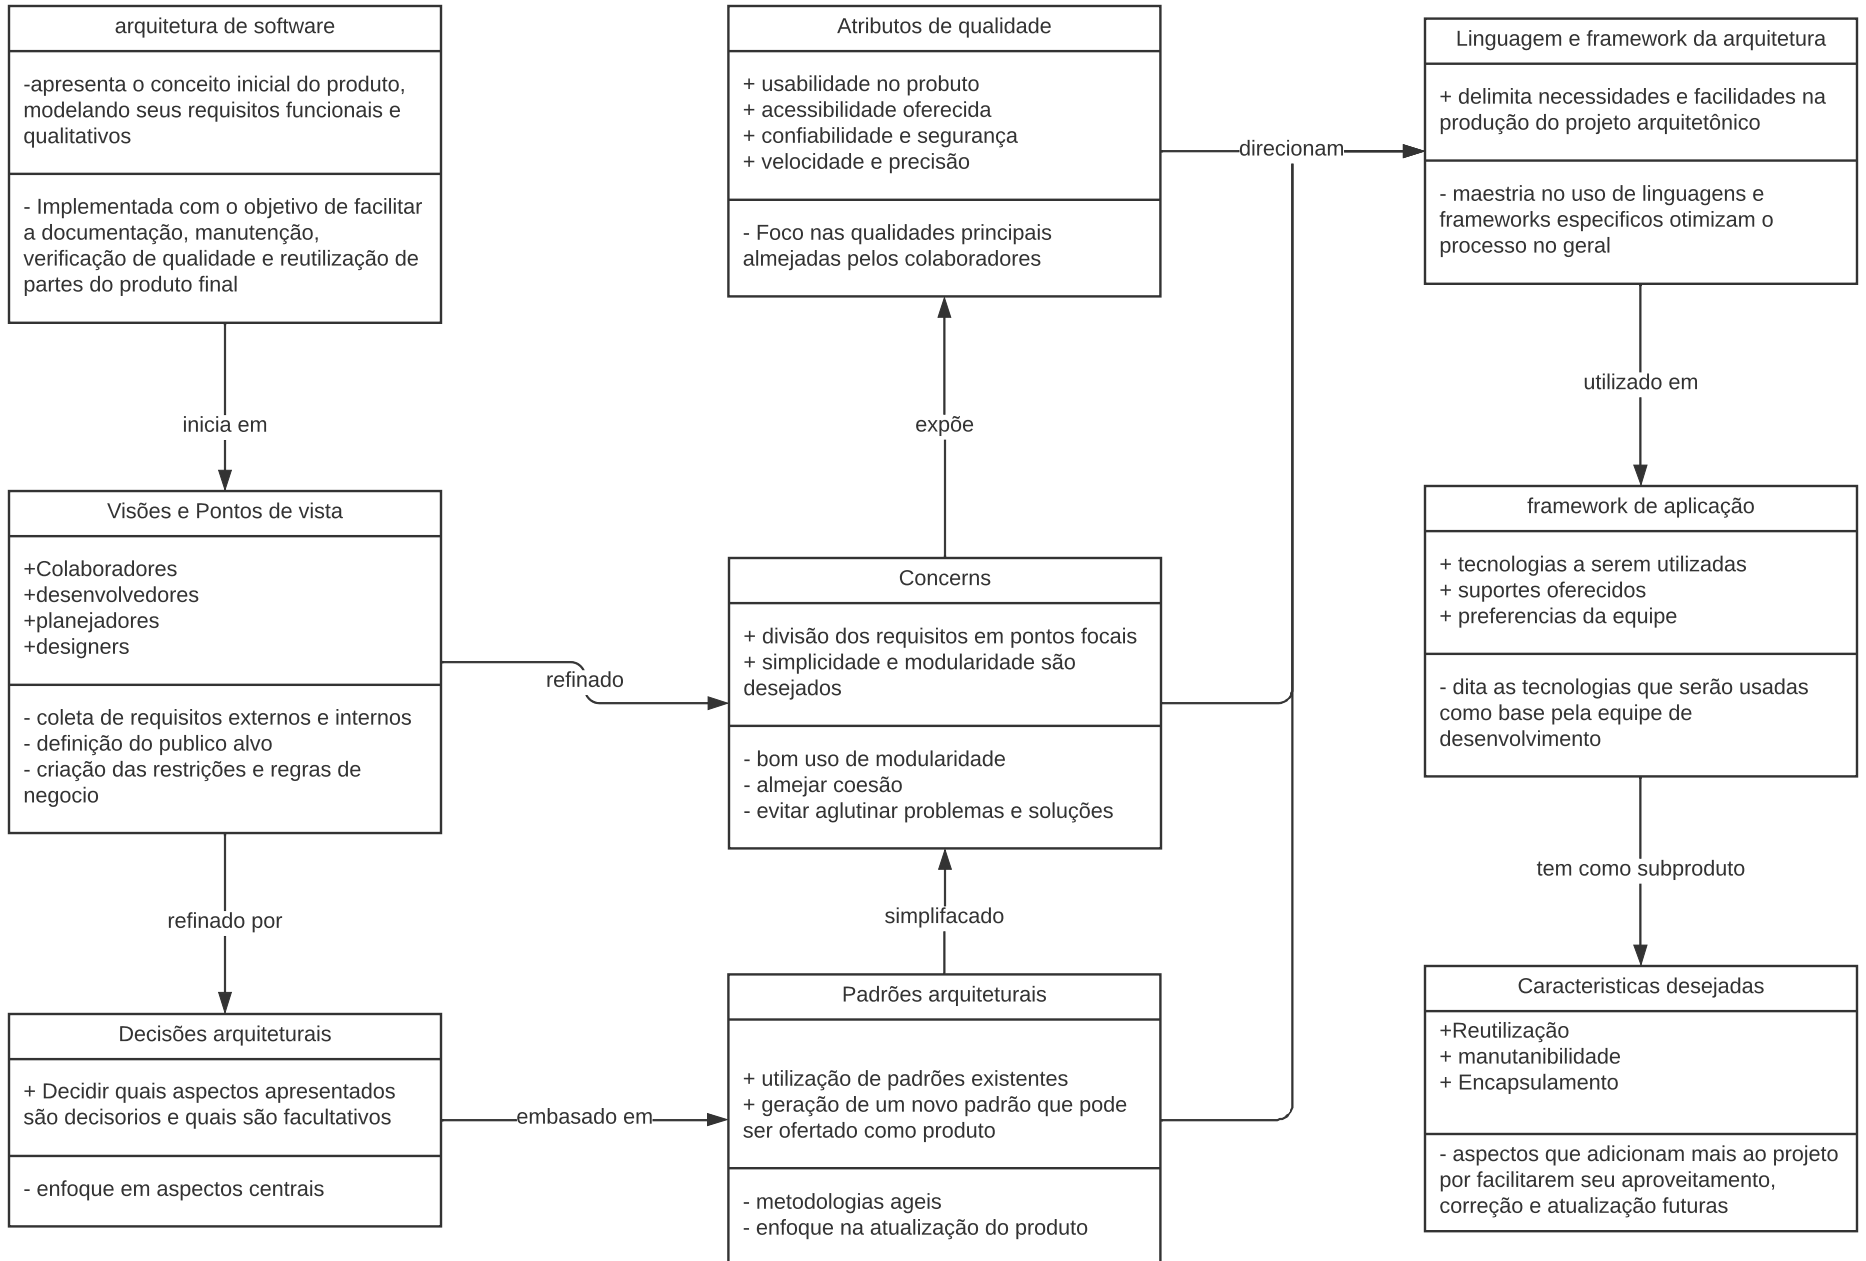 arquitetura de software
-apresenta o conceito inicial do produto,
modelando seus requisitos funcionais e
qualitativos
- Implementada com o objetivo de facilitar
a documentação, manutenção,
verificação de qualidade e reutilização de
partes do produto final
inicia em
Visões e Pontos de vista
+Colaboradores
+desenvolvedores
+planejadores
+designers
- coleta de requisitos externos e internos
- definição do publico alvo
- criação das restrições e regras de
negocio
refinado por
Decisões arquiteturais
+ Decidir quais aspectos apresentados
são decisorios e quais são facultativos
- enfoque em aspectos centrais
refinado
embasado em
Atributos de qualidade
+ usabilidade no probuto
+ acessibilidade oferecida
+ confiabilidade e segurança
+ velocidade e precisão
- Foco nas qualidades principais
almejadas pelos colaboradores
expõe
Concerns
+ divisão dos requisitos em pontos focais
+ simplicidade e modularidade são
desejados
- bom uso de modularidade
- almejar coesão
- evitar aglutinar problemas e soluções
simplifacado
Padrões arquiteturais
+ utilização de padrões existentes
+ geração de um novo padrão que pode
ser ofertado como produto
- metodologias ageis
- enfoque na atualização do produto
direcionam
Linguagem e framework da arquitetura
+ delimita necessidades e facilidades na
produção do projeto arquitetônico
- maestria no uso de linguagens e
frameworks especificos otimizam o
processo no geral
utilizado em
framework de aplicação
+ tecnologias a serem utilizadas
+ suportes oferecidos
+ preferencias da equipe
- dita as tecnologias que serão usadas
como base pela equipe de
desenvolvimento
tem como subproduto
Caracteristicas desejadas
+Reutilização
+ manutanibilidade
+ Encapsulamento
- aspectos que adicionam mais ao projeto
por facilitarem seu aproveitamento,
correção e atualização futuras